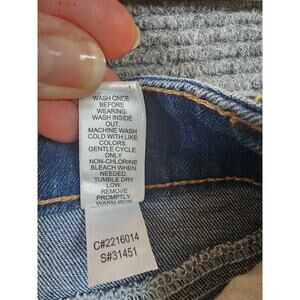 WASH ONCE
BEFORE
WEARING
WASH INSIDE
OUT.
MACHINE WASH
COLD WITH LIKE
COLORS.
GENTLE CYCLE.
ONLY
NON-CHLORINE
BLEACH WHEN
NEEDED.
TUMBLE DRY
LOW.
REMOVE
PROMPTLY.
WARM IRON
C#2216014
S#31451